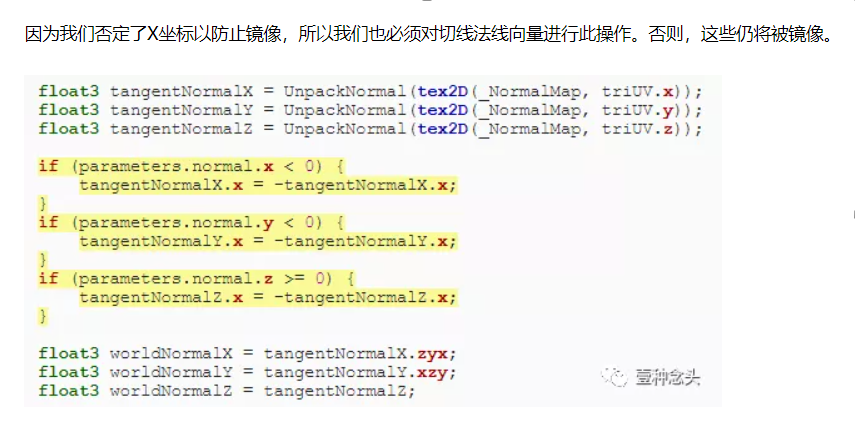 因为我们否定了X坐标以防止镜像，所以我们也必须对切线法线向量进行此操作。否则，这些仍将被镜像。
float3 tangentNormalX = UnpackNormal(tex2D(_NormalMap, triUV.x));
float3 tangentNormalY = UnpackNormal(tex2D(_NormalMap, triUV.y));
float3 tangentNormalZ = UnpackNormal(tex2D(_NormalMap, triUV.z));
if (parameters.normal.x < 0) {
tangentNormalX.x = -tangentNormalX.x;
}
if (parameters.normal.y < 0) {
tangentNormalY.x = -tangentNormalY.x;
}
if (parameters.normal.z >= 0) {
tangentNormalZ.x = -tangentNormalZ.x;
}
float3 worldNormalX = tangentNormalX.zyx;
float3 worldNormalY = tangentNormalY.xzy;
float3 worldNormalZ = tangentNormalZ;
壹种念头